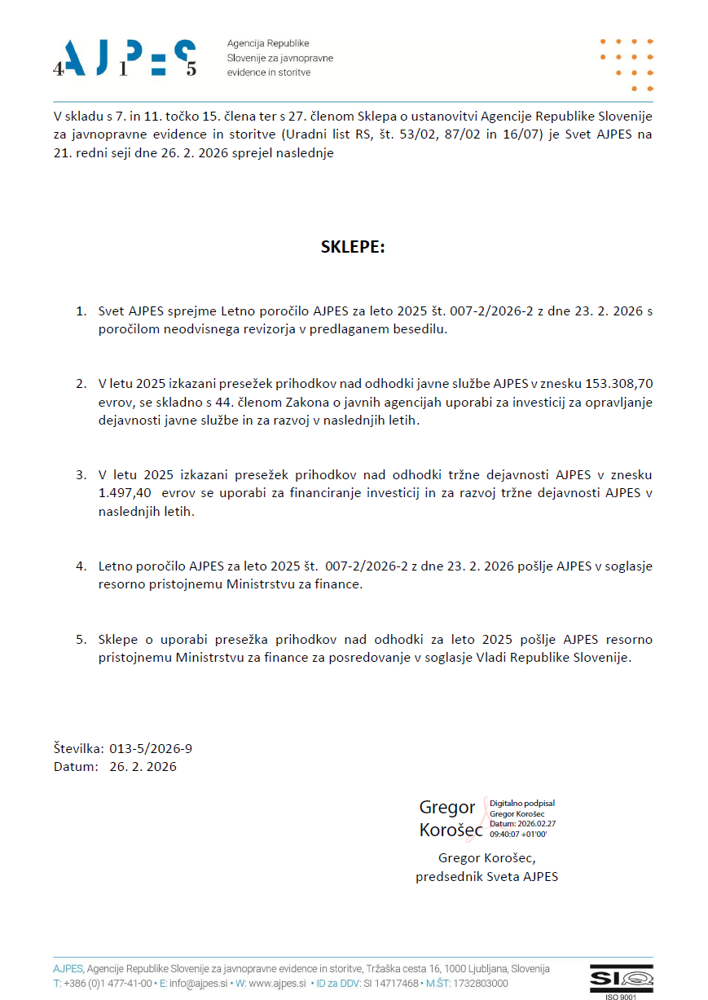 4AJPES
1 5
Agencija Republike
Slovenije za javnopravne
evidence in storitve
V skladu s 7. in 11. točko 15. člena ter s 27. členom Sklepa o ustanovitvi Agencije Republike Slovenije
za javnopravne evidence in storitve (Uradni list RS, št. 53/02, 87/02 in 16/07) je Svet AJPES na
21. redni seji dne 26. 2. 2026 sprejel naslednje
SKLEPE:
1. Svet AJPES sprejme Letno poročilo AJPES za leto 2025 št. 007-2/2026-2 z dne 23. 2. 2026 s
poročilom neodvisnega revizorja v predlaganem besedilu.
2. V letu 2025 izkazani presežek prihodkov nad odhodki javne službe AJPES v znesku 153.308,70
evrov, se skladno s 44. členom Zakona o javnih agencijah uporabi za investicij za opravljanje
dejavnosti javne službe in za razvoj v naslednjih letih.
3. V letu 2025 izkazani presežek prihodkov nad odhodki tržne dejavnosti AJPES v znesku
1.497,40 evrov se uporabi za financiranje investicij in za razvoj tržne dejavnosti AJPES v
naslednjih letih.
4. Letno poročilo AJPES za leto 2025 št. 007-2/2026-2 z dne 23. 2. 2026 pošlje AJPES v soglasje
resorno pristojnemu Ministrstvu za finance.
5. Sklepe o uporabi presežka prihodkov nad odhodki za leto 2025 pošlje AJPES resorno
pristojnemu Ministrstvu za finance za posredovanje v soglasje Vladi Republike Slovenije.
Številka: 013-5/2026-9
Datum: 26. 2. 2026
Gregor
Korošec
Digitalno podpisal
Gregor Korošec
Datum: 2026.02.27
09:40:07 +01'00'
Gregor Korošec,
predsednik Sveta AJPES
AJPES, Agencije Republike Slovenije za javnopravne evidence in storitve, Tržaška cesta 16, 1000 Ljubljana, Slovenija
T: +386 (0)1 477-41-00 • E: info@ajpes.si • W: www.ajpes.si • ID za DDV: SI 14717468 • M.ŠT: 1732803000
SIQ
ISO 9001